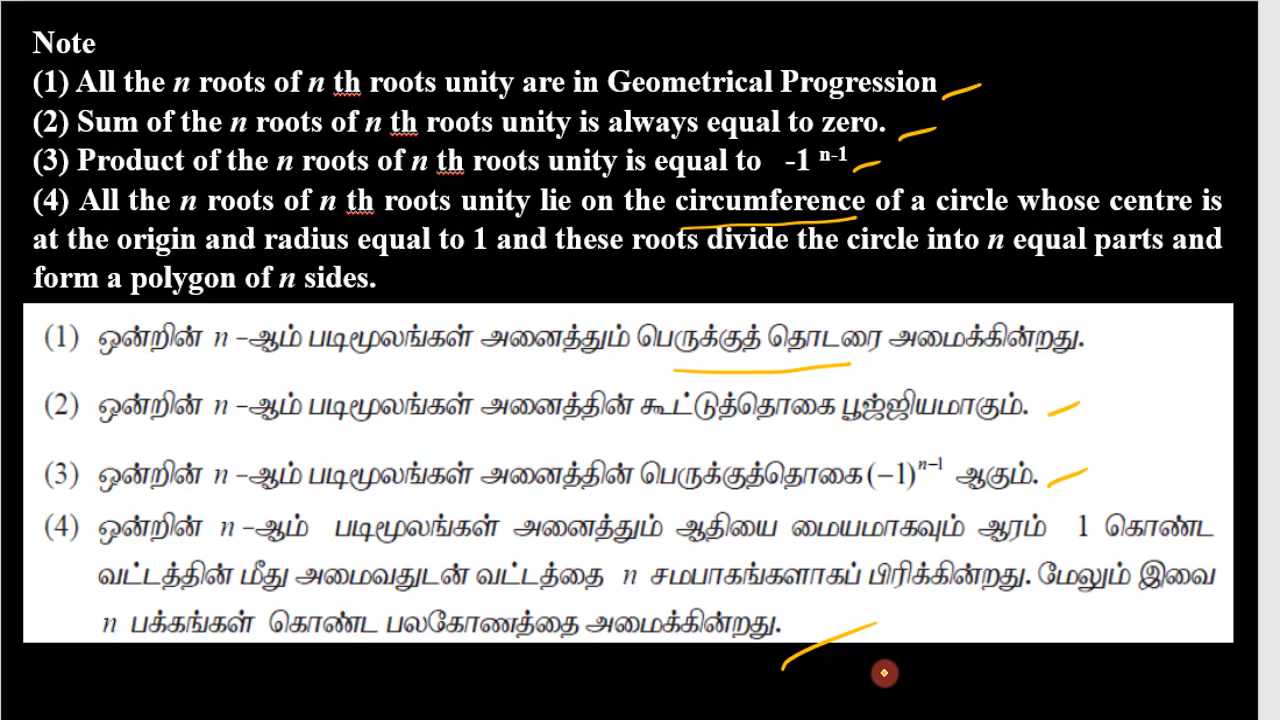 Note
(1) All the n roots of n th roots unity are in Geometrical Progression
(2) Sum of the n roots of n th roots unity is always equal to zero.
(3) Product of the n roots of n th roots unity is equal to -1 ⁿ⁻¹
(4) All the n roots of n th roots unity lie on the circumference of a circle whose centre is
at the origin and radius equal to 1 and these roots divide the circle into n equal parts and
form a polygon of n sides.
(1) ஒன்றின் n -ஆம் படிமூலங்கள் அனைத்தும் பெருக்குத் தொடரை அமைக்கின்றது.
(2) ஒன்றின் n -ஆம் படிமூலங்கள் அனைத்தின் கூட்டுத்தொகை பூஜ்ஜியமாகும்.
(3) ஒன்றின் n -ஆம் படிமூலங்கள் அனைத்தின் பெருக்குத்தொகை (−1)ⁿ⁻¹ ஆகும்.
(4) ஒன்றின் n -ஆம் படிமூலங்கள் அனைத்தும் ஆதியை மையமாகவும் ஆரம் 1 கொண்ட
வட்டத்தின் மீது அமைவதுடன் வட்டத்தை n சமபாகங்களாகப் பிரிக்கின்றது. மேலும் இவை
n பக்கங்கள் கொண்ட பலகோணத்தை அமைக்கின்றது.